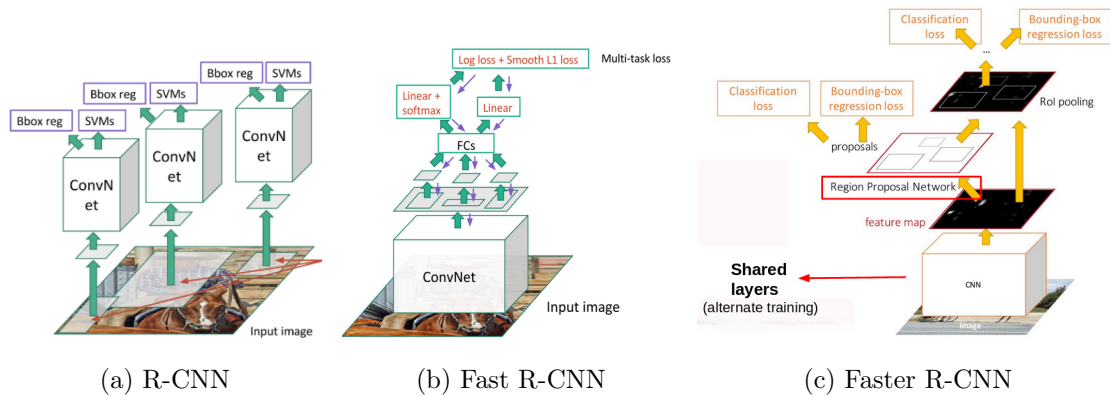 Bbox reg
SVMs
Bbox reg
SVMs
Bbox reg
SVMs
ConvN
et
ConvN
et
ConvN
et
Input image
(a) R-CNN
Log loss + Smooth L1 loss
Multi-task loss
Linear +
softmax
Linear
FCs
ConvNet
Input image
(b) Fast R-CNN
Classification
loss
Bounding-box
regression loss
...
RoI pooling
Classification
loss
Bounding-box
regression loss
proposals
Region Proposal Network
feature map
CNN
image
Shared
layers
(alternate training)
(c) Faster R-CNN